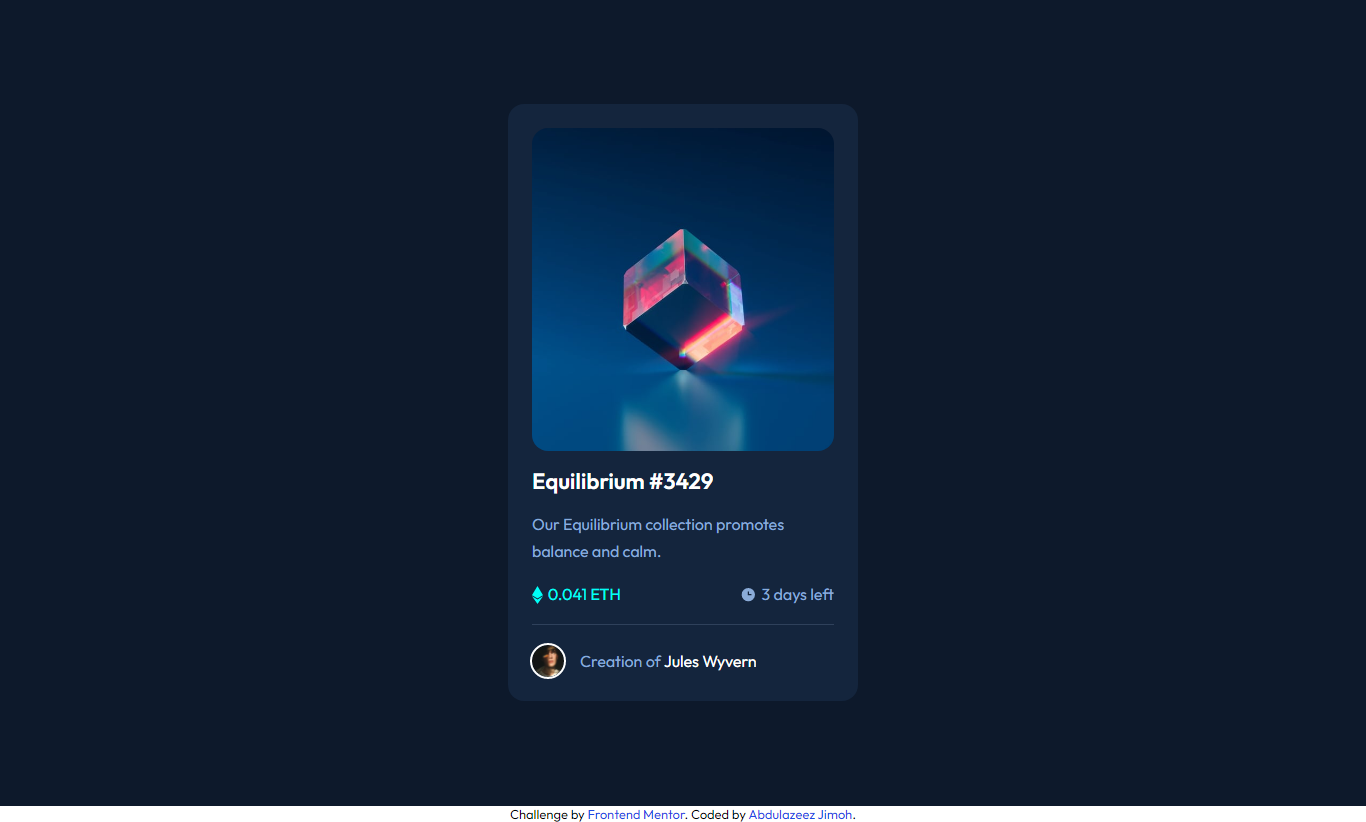 Equilibrium #3429
Our Equilibrium collection promotes
balance and calm.
0.041 ETH
3 days left
Creation of Jules Wyvern
Challenge by Frontend Mentor. Coded by Abdulazeez Jimoh.